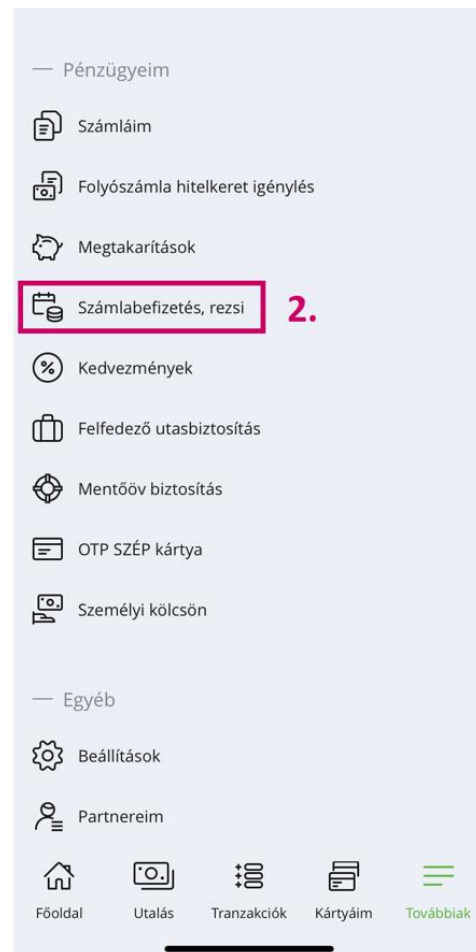 — Pénzügyeim
Számláim
Folyószámla hitelkeret igénylés
Megtakarítások
Számlabefizetés, rezsi 2.
Kedvezmények
Felfedező utasbiztosítás
Mentőöv biztosítás
OTP SZÉP kártya
Személyi kölcsön
— Egyéb
Beállítások
Partnereim
Főoldal Utalás Tranzakciók Kártyáim Továbbiak